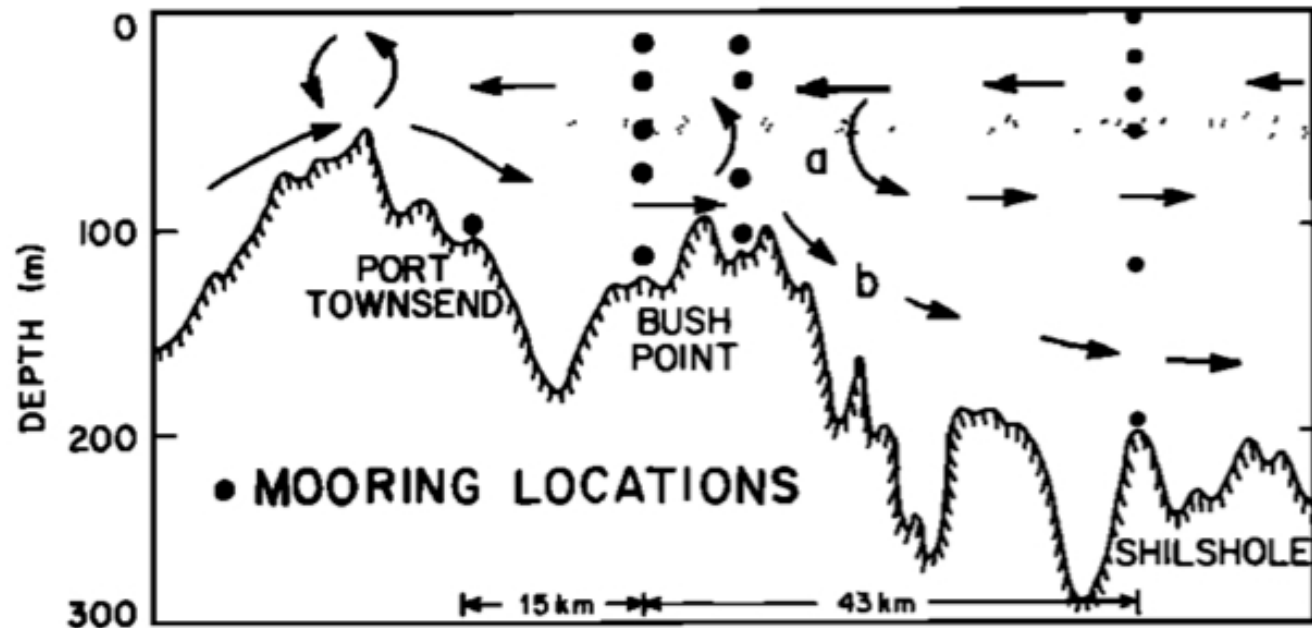 0
100
200
300
DEPTH (m)
a
b
PORT
TOWNSEND
BUSH
POINT
SHILSHOLE
MOORING LOCATIONS
15 km
43 km